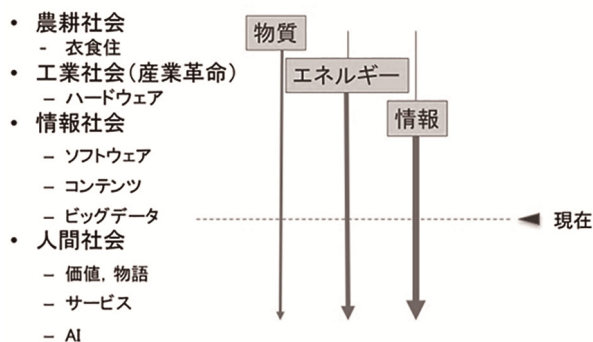 • 農耕社会
- 衣食住
• 工業社会(産業革命)
– ハードウェア
• 情報社会
– ソフトウェア
– コンテンツ
– ビッグデータ
• 人間社会
– 価値，物語
– サービス
– AI
物質
エネルギー
情報
現在